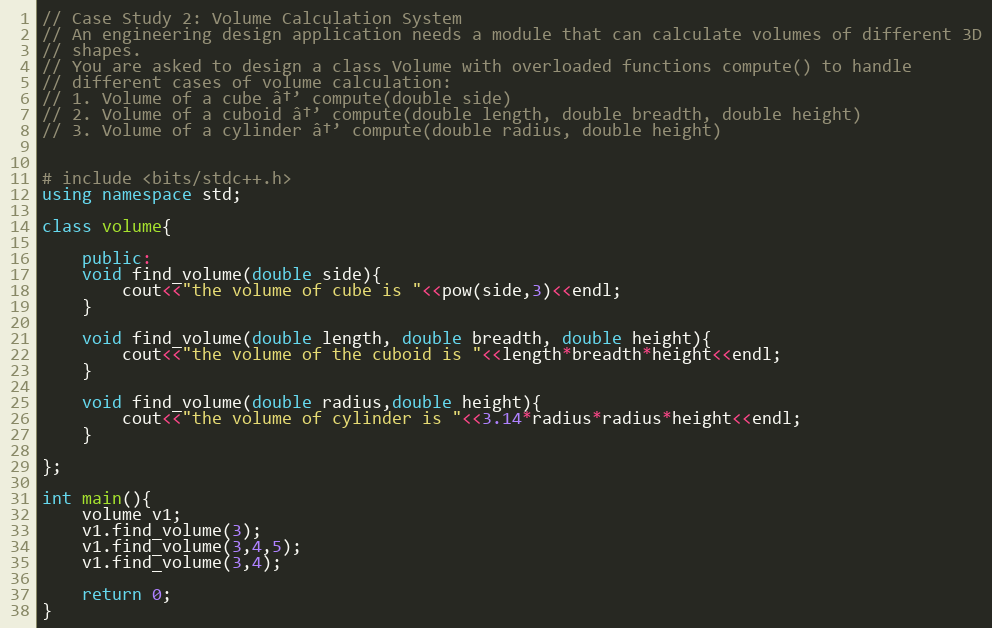 1 // Case Study 2: Volume Calculation System
2 // An engineering design application needs a module that can calculate volumes of different 3D
3 // shapes.
4 // You are asked to design a class Volume with overloaded functions compute() to handle
5 // different cases of volume calculation:
6 // 1. Volume of a cube â†’ compute(double side)
7 // 2. Volume of a cuboid â†’ compute(double length, double breadth, double height)
8 // 3. Volume of a cylinder â†’ compute(double radius, double height)
9
10
11 # include <bits/stdc++.h>
12 using namespace std;
13
14 class volume{
15
16     public:
17     void find_volume(double side){
18         cout<<"the volume of cube is "<<pow(side,3)<<endl;
19     }
20
21     void find_volume(double length, double breadth, double height){
22         cout<<"the volume of the cuboid is "<<length*breadth*height<<endl;
23     }
24
25     void find_volume(double radius,double height){
26         cout<<"the volume of cylinder is "<<3.14*radius*radius*height<<endl;
27     }
28
29 };
30
31 int main(){
32     volume v1;
33     v1.find_volume(3);
34     v1.find_volume(3,4,5);
35     v1.find_volume(3,4);
36
37     return 0;
38 }